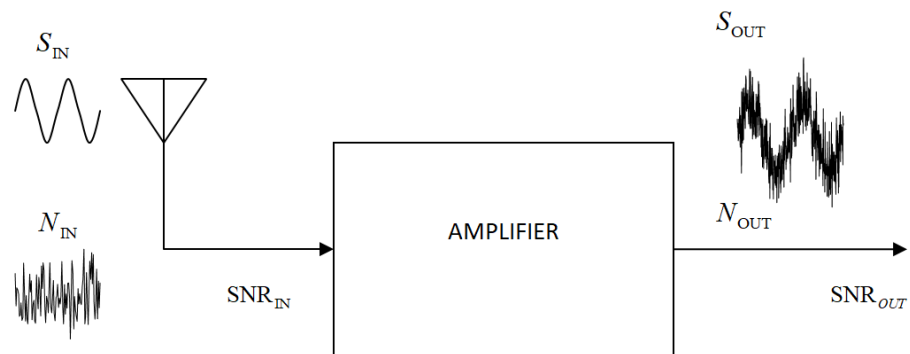 S_IN
S_OUT
N_IN
AMPLIFIER
N_OUT
SNR_IN
SNR_OUT